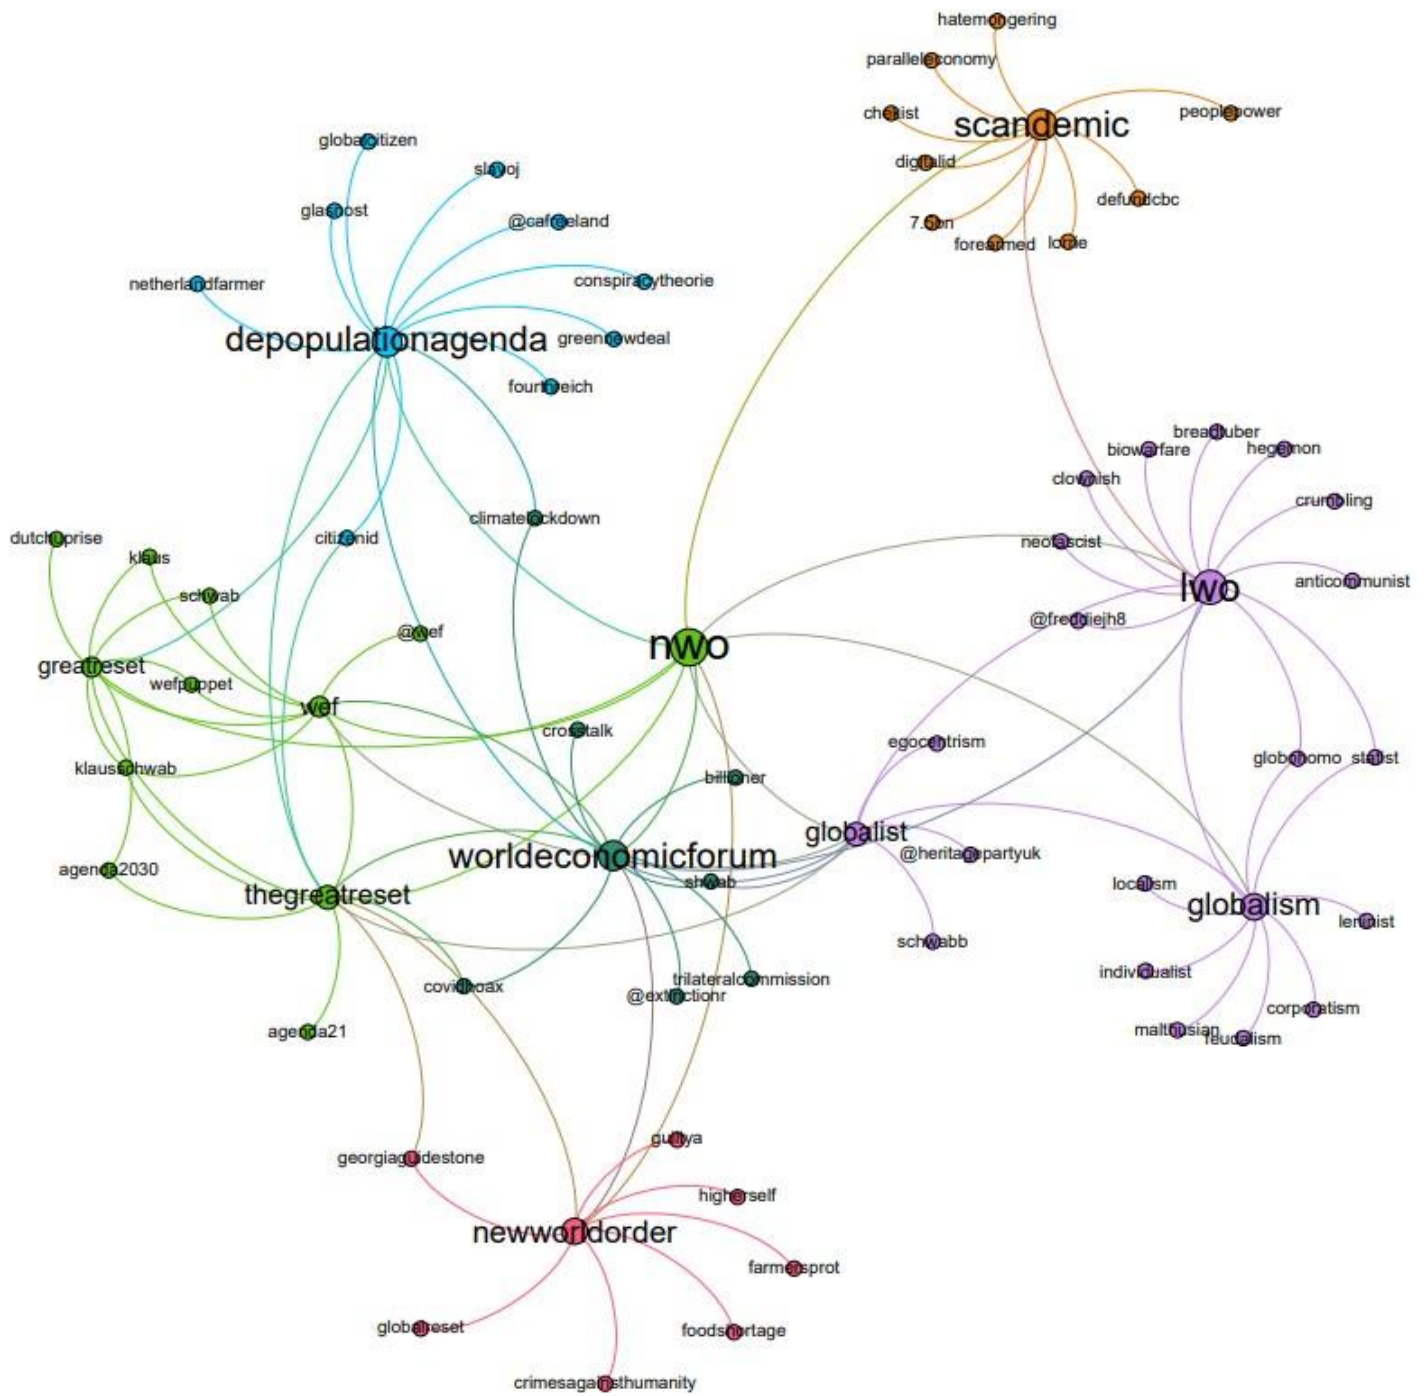 hatemongering
paralleleconomy
chekist
peoplepower
scandemic
digitalid
defundcbc
7.5bn
forearmed
lorrie
globalcitizen
slavoj
glasnost
@cafreeland
netherlandfarmer
conspiracytheorie
depopulationagenda
greennewdeal
fourthreich
breadtuber
biowarfare
hegemon
clownish
crumbling
climatelockdown
citizenid
neofascist
dutchuprise
klaus
lwo
anticommunist
schwab
@freddiejh8
@wef
nwo
greatreset
wefpuppet
wef
crosstalk
egocentrism
globohomo
statist
klausschwab
billioner
globalist
worldeconomicforum
@heritagepartyuk
agenda2030
shwab
thegreatreset
localism
globalism
leninist
schwabb
individualist
covidhoax
trilateralcommission
@extinctionr
corporatism
agenda21
malthusian
feudalism
georgiaguidestone
higherself
newworldorder
farmersprot
globalreset
foodshortage
crimesagainsthumanity